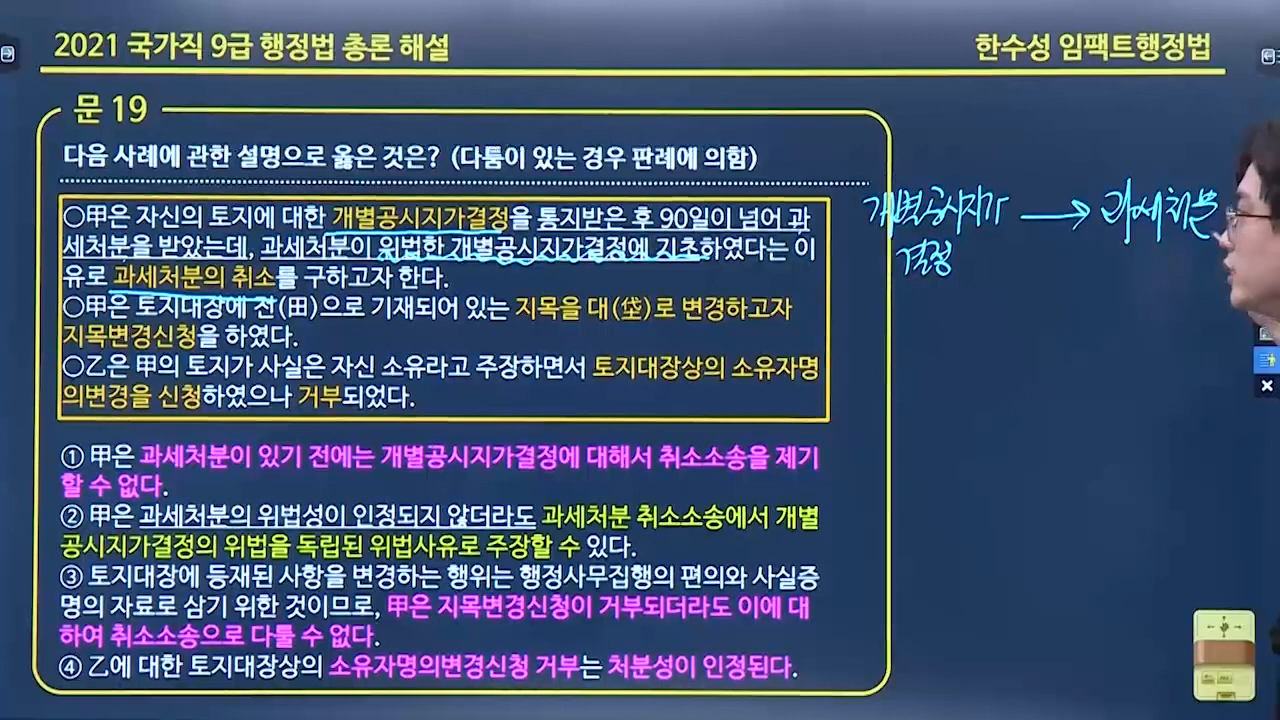 2021 국가직 9급 행정법 총론 해설
한수성 임팩트행정법
문 19
다음 사례에 관한 설명으로 옳은 것은? (다툼이 있는 경우 판례에 의함)
○甲은 자신의 토지에 대한 개별공시지가결정을 통지받은 후 90일이 넘어 과
세처분을 받았는데, 과세처분이 위법한 개별공시지가결정에 기초하였다는 이
유로 과세처분의 취소를 구하고자 한다.
○甲은 토지대장에 전(田)으로 기재되어 있는 지목을 대(垈)로 변경하고자
지목변경신청을 하였다.
○乙은 甲의 토지가 사실은 자신 소유라고 주장하면서 토지대장상의 소유자명
의변경을 신청하였으나 거부되었다.
① 甲은 과세처분이 있기 전에는 개별공시지가결정에 대해서 취소소송을 제기
할 수 없다.
② 甲은 과세처분의 위법성이 인정되지 않더라도 과세처분 취소소송에서 개별
공시지가결정의 위법을 독립된 위법사유로 주장할 수 있다.
③ 토지대장에 등재된 사항을 변경하는 행위는 행정사무집행의 편의와 사실증
명의 자료로 삼기 위한 것이므로, 甲은 지목변경신청이 거부되더라도 이에 대
하여 취소소송으로 다툴 수 없다.
④ 乙에 대한 토지대장상의 소유자명의변경신청 거부는 처분성이 인정된다.
개별공시지가 → 과세처분
결정